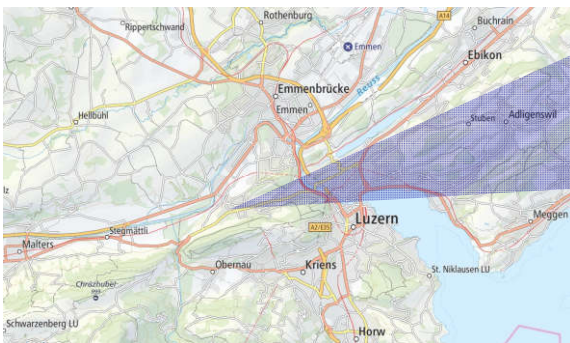 Rothenburg
A14
Buchrain
Rippertschwand
Emmen
Ebikon
Reuss
Emmenbrücke
Emmen
Hellbühl
Stuben
Adligenswil
Meggen
Luzern
A2/E35
Stegmättli
Malters
Obernau
Kriens
St. Niklausen LU
Chrüzhuber
Schwarzenberg LU
Horw